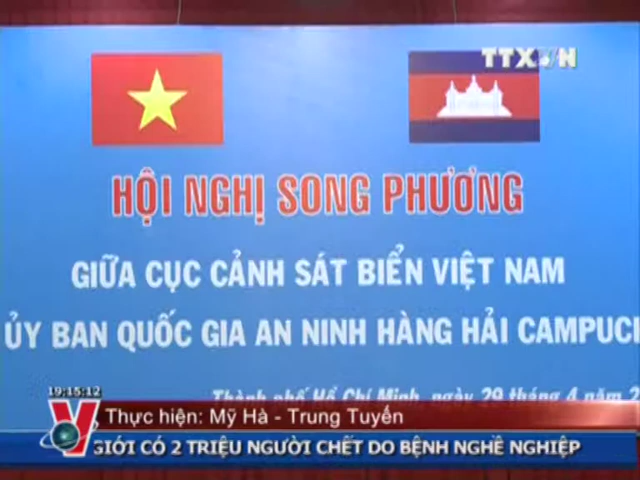 TTXVN
HỘI NGHỊ SONG PHƯƠNG
GIỮA CỤC CẢNH SÁT BIỂN VIỆT NAM
ỦY BAN QUỐC GIA AN NINH HÀNG HẢI CAMPUCI
Thành phố Hồ Chí Minh, ngày 29 tháng 4 năm 2
19:15:12
Thực hiện: Mỹ Hà - Trung Tuyến
GIỚI CÓ 2 TRIỆU NGƯỜI CHẾT DO BỆNH NGHỀ NGHIỆP